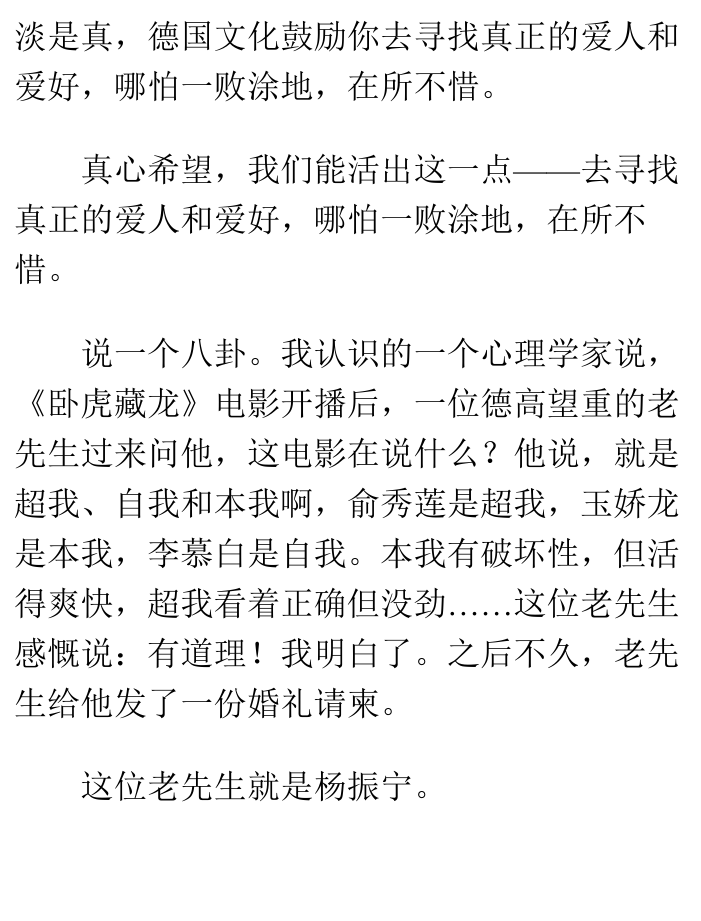 淡是真，德国文化鼓励你去寻找真正的爱人和
爱好，哪怕一败涂地，在所不惜。
真心希望，我们能活出这一点——去寻找
真正的爱人和爱好，哪怕一败涂地，在所不
惜。
说一个八卦。我认识的一个心理学家说，
《卧虎藏龙》电影开播后，一位德高望重的老
先生过来问他，这电影在说什么？他说，就是
超我、自我和本我啊，俞秀莲是超我，玉娇龙
是本我，李慕白是自我。本我有破坏性，但活
得爽快，超我看着正确但没劲……这位老先生
感慨说：有道理！我明白了。之后不久，老先
生给他发了一份婚礼请柬。
这位老先生就是杨振宁。